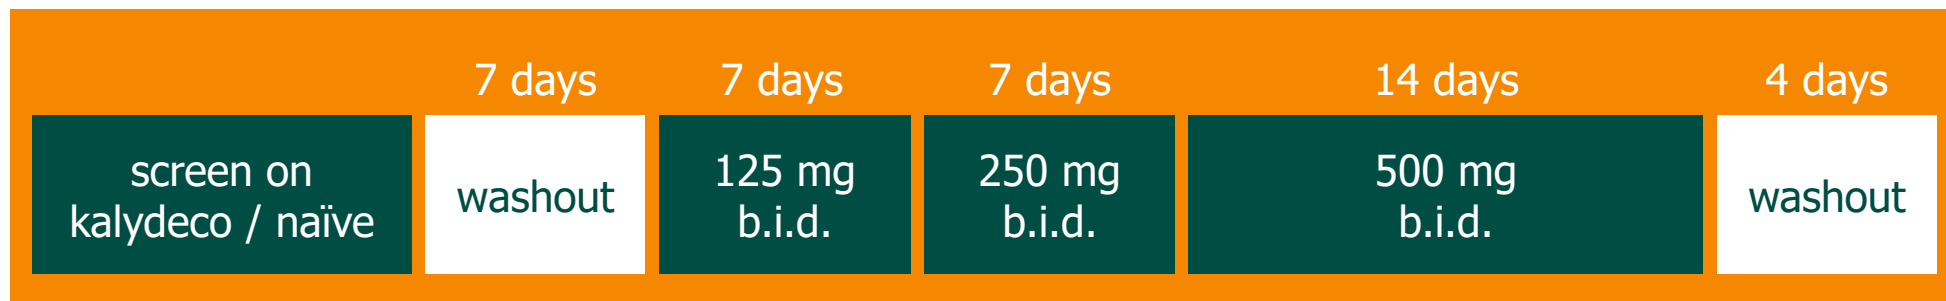 7 days
7 days
7 days
14 days
4 days
screen on
kalydeco / naïve
washout
125 mg
b.i.d.
250 mg
b.i.d.
500 mg
b.i.d.
washout